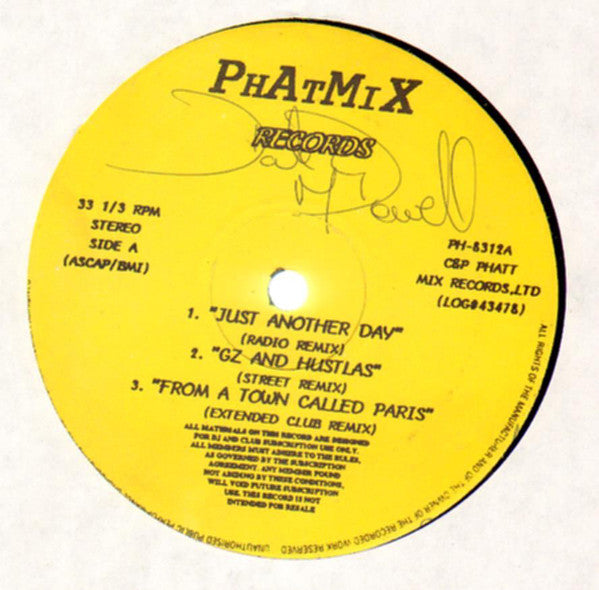 PHATMIX
RECORDS
33 1/3 RPM
STEREO
SIDE A
(ASCAP/BMI)
PH-8312A
C&P PHATT
MIX RECORDS,LTD
(LOG#43478)
1. "JUST ANOTHER DAY"
(RADIO REMIX)
2. "GZ AND HUSTLAS"
(STREET REMIX)
3. "FROM A TOWN CALLED PARIS"
(EXTENDED CLUB REMIX)
ALL MATERIALS ON THIS RECORD ARE DESIGNED
FOR DJ AND CLUB SUBSCRIPTION USE ONLY.
ALL MEMBERS MUST ADHERE TO THE RULES,
AS GOVERNED BY THE SUBSCRIPTION
AGREEMENT. ANY MEMBER FOUND
NOT ABIDING BY THESE CONDITIONS,
WILL VOID FUTURE SUBSCRIPTION
USE. THIS RECORD IS NOT
INTENDED FOR RESALE
ALL RIGHTS OF THE MANUFACTURER AND OF THE OWNER OF THE RECORDED WORK RESERVED UNAUTHORISED PUBLIC